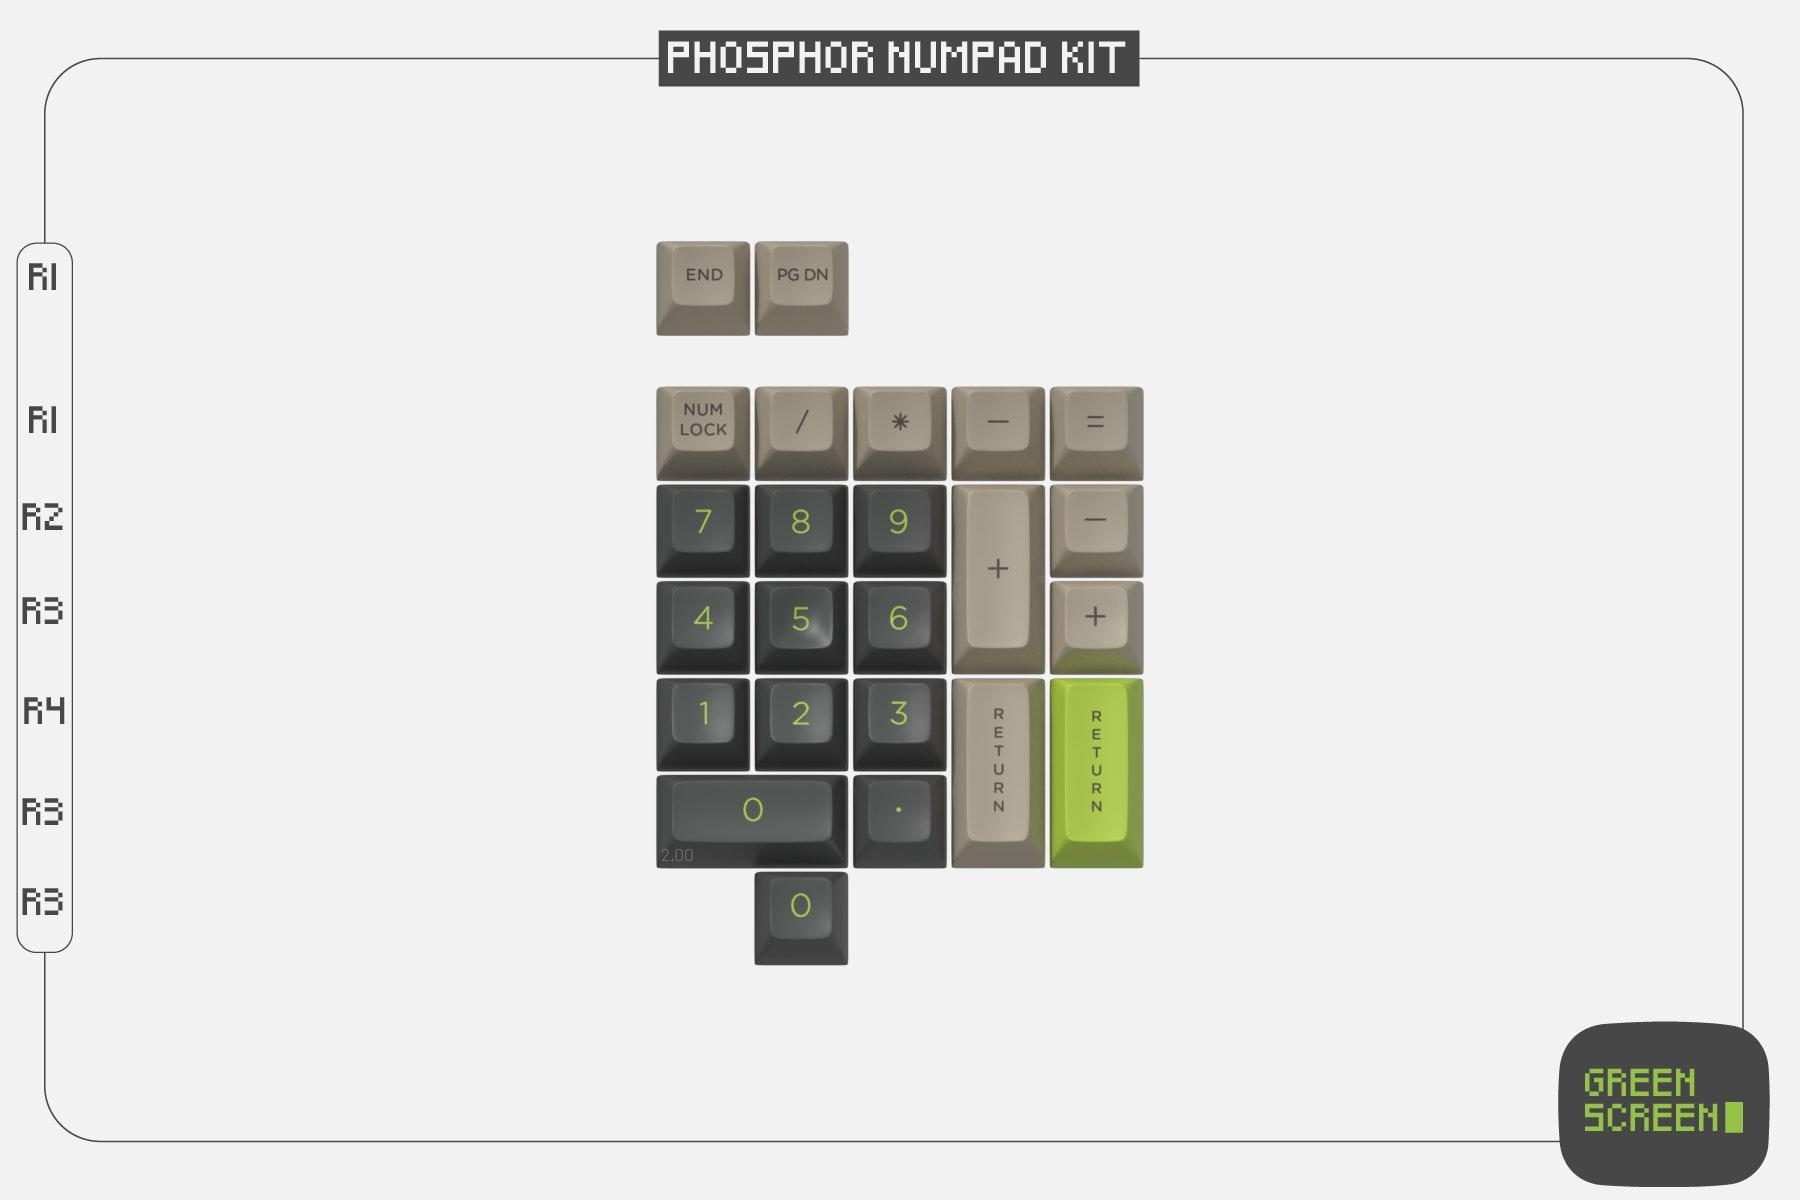 PHOSPHOR NUMPAD KIT
R1
END PG DN
R1
NUM
LOCK / * − =
R2
7 8 9 + −
R3
4 5 6 +
R4
1 2 3
RETURN RETURN
R3
0 .
2.00
R3
0
GREEN
SCREEN